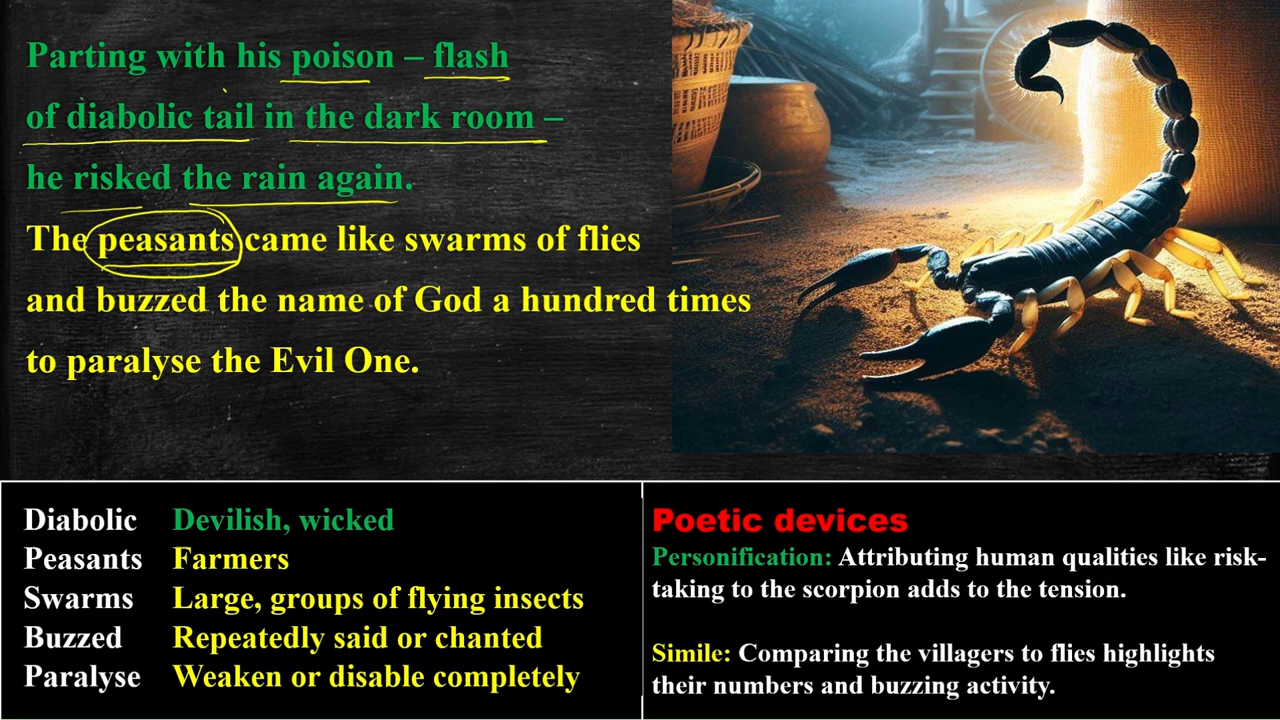 Parting with his poison – flash
of diabolic tail in the dark room –
he risked the rain again.
The peasants came like swarms of flies
and buzzed the name of God a hundred times
to paralyse the Evil One.
Diabolic Devilish, wicked
Peasants Farmers
Swarms Large, groups of flying insects
Buzzed Repeatedly said or chanted
Paralyse Weaken or disable completely
Poetic devices
Personification: Attributing human qualities like risk-
taking to the scorpion adds to the tension.
Simile: Comparing the villagers to flies highlights
their numbers and buzzing activity.